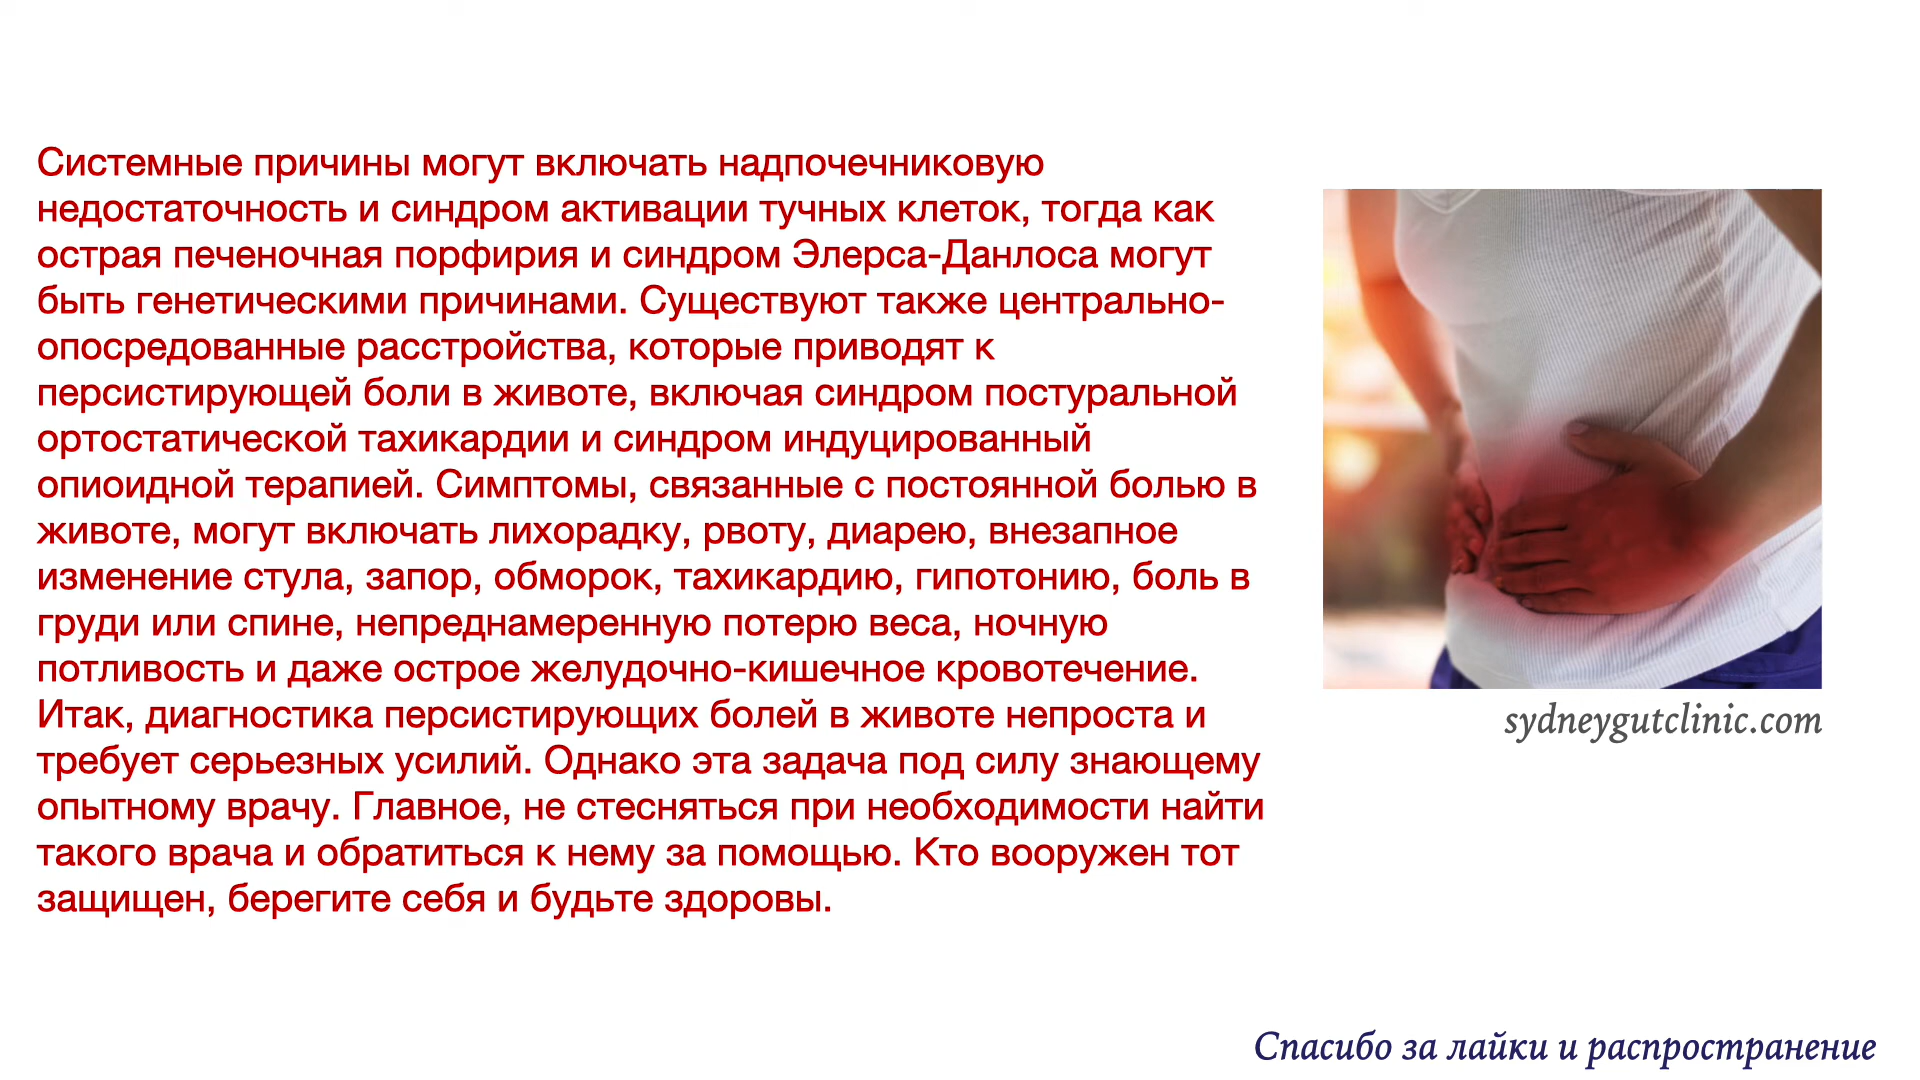 Системные причины могут включать надпочечниковую
недостаточность и синдром активации тучных клеток, тогда как
острая печеночная порфирия и синдром Элерса-Данлоса могут
быть генетическими причинами. Существуют также центрально-
опосредованные расстройства, которые приводят к
персистирующей боли в животе, включая синдром постуральной
ортостатической тахикардии и синдром индуцированный
опиоидной терапией. Симптомы, связанные с постоянной болью в
животе, могут включать лихорадку, рвоту, диарею, внезапное
изменение стула, запор, обморок, тахикардию, гипотонию, боль в
груди или спине, непреднамеренную потерю веса, ночную
потливость и даже острое желудочно-кишечное кровотечение.
Итак, диагностика персистирующих болей в животе непроста и
требует серьезных усилий. Однако эта задача под силу знающему
опытному врачу. Главное, не стесняться при необходимости найти
такого врача и обратиться к нему за помощью. Кто вооружен тот
защищен, берегите себя и будьте здоровы.
sydneygutclinic.com
Спасибо за лайки и распространение